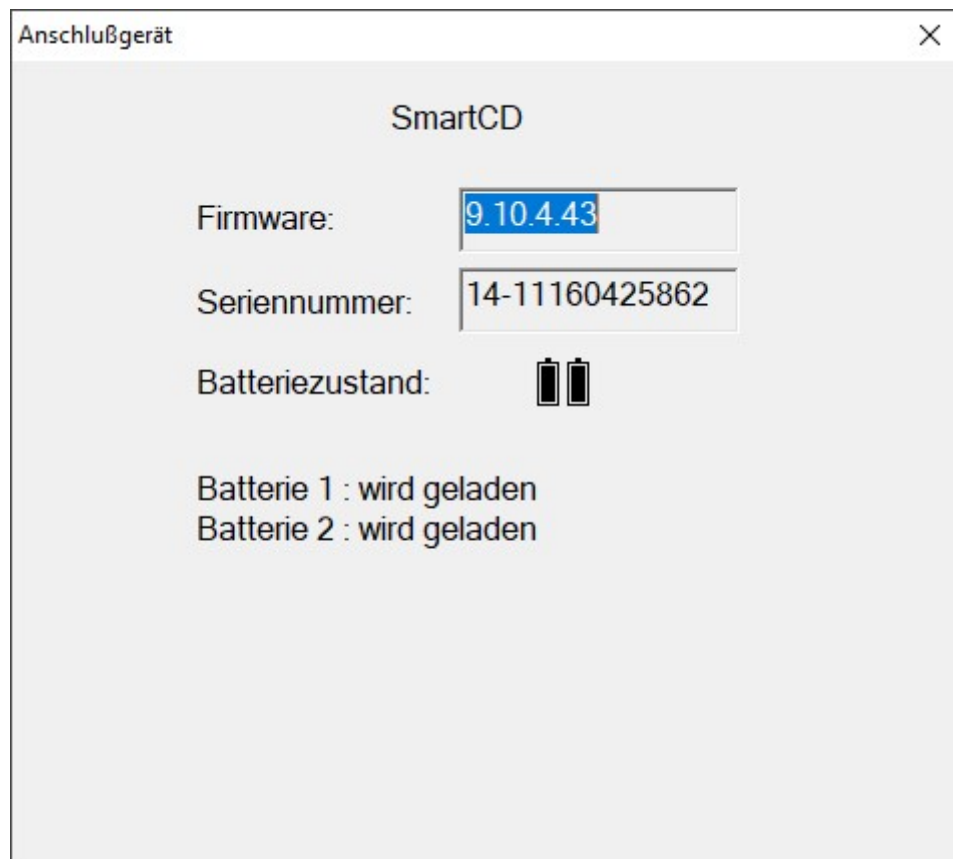 Anschlußgerät
SmartCD
Firmware: 9.10.4.43
Seriennummer: 14-11160425862
Batteriezustand:
Batterie 1 : wird geladen
Batterie 2 : wird geladen